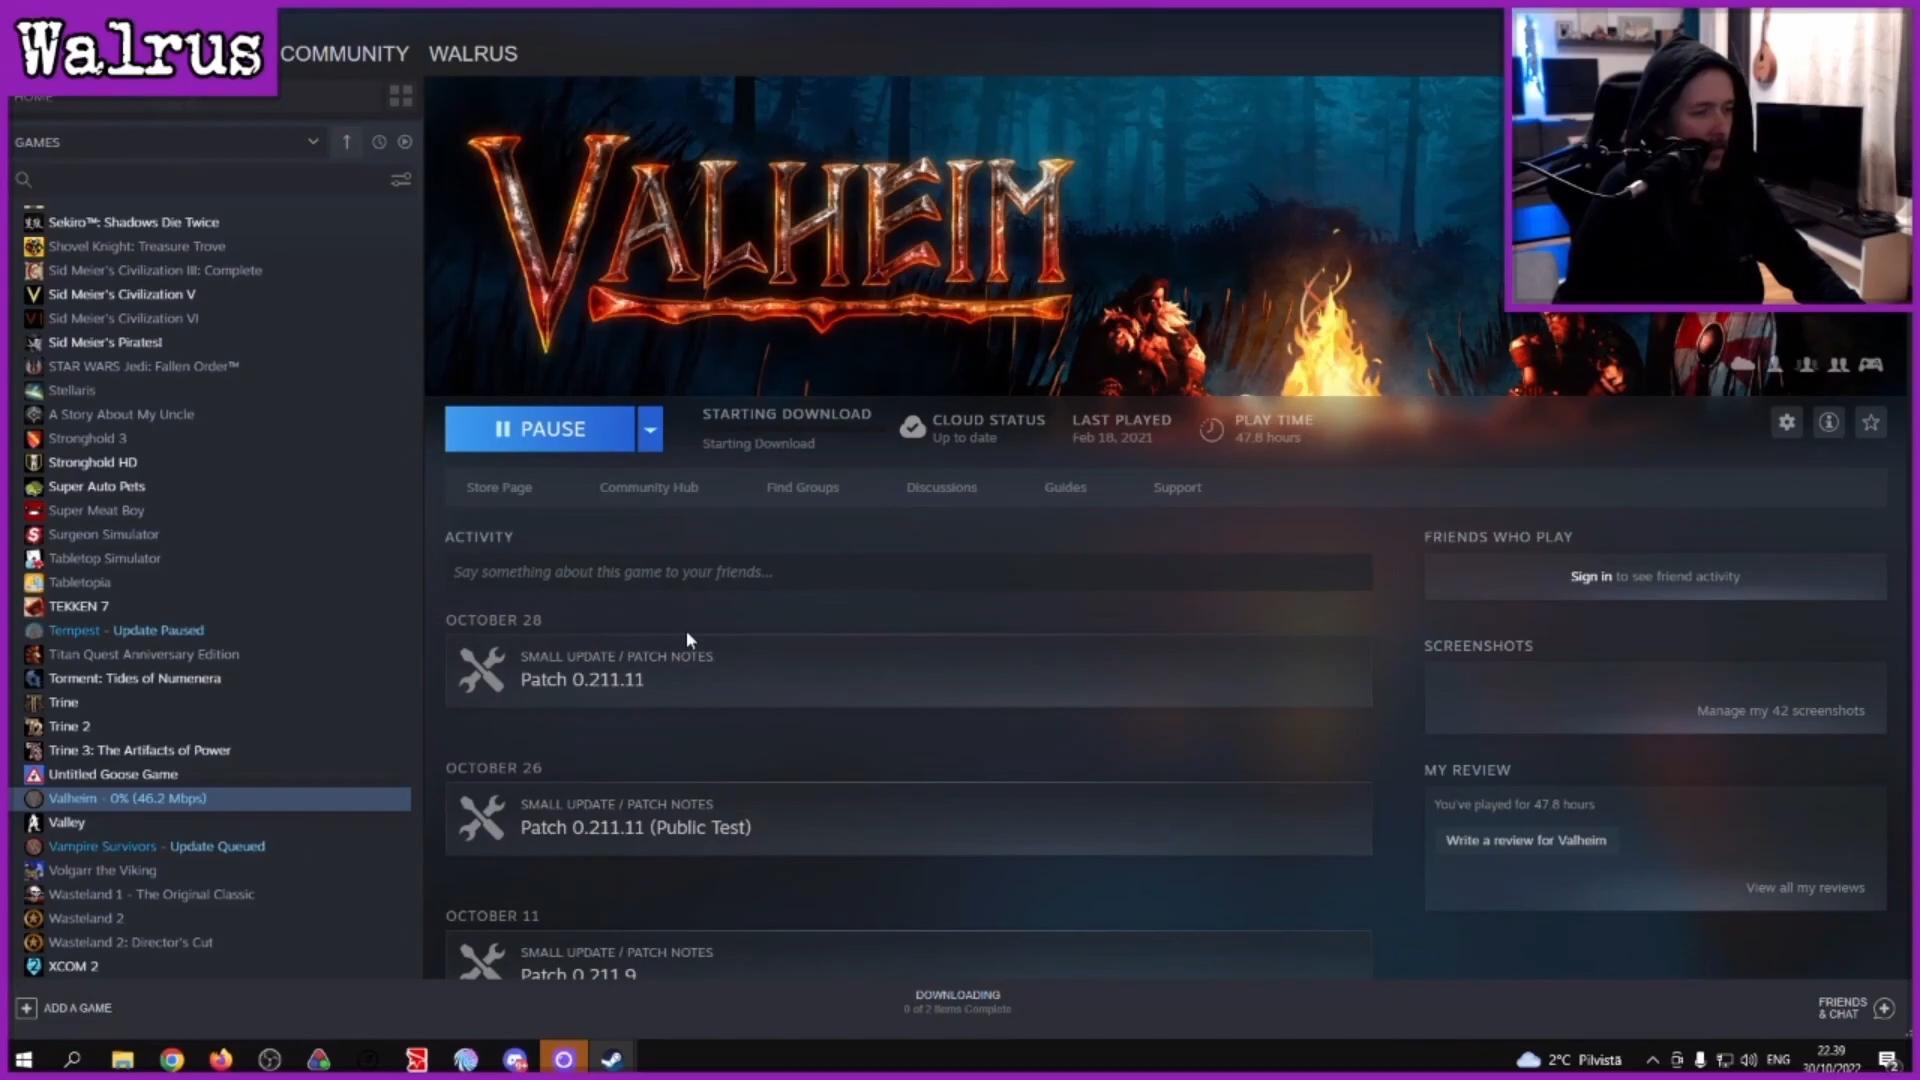 Walrus
COMMUNITY WALRUS
HOME
GAMES
Sekiro™: Shadows Die Twice
Shovel Knight: Treasure Trove
Sid Meier's Civilization III: Complete
Sid Meier's Civilization V
Sid Meier's Civilization VI
Sid Meier's Pirates!
STAR WARS Jedi: Fallen Order™
Stellaris
A Story About My Uncle
Stronghold 3
Stronghold HD
Super Auto Pets
Super Meat Boy
Surgeon Simulator
Tabletop Simulator
Tabletopia
TEKKEN 7
Tempest - Update Paused
Titan Quest Anniversary Edition
Torment: Tides of Numenera
Trine
Trine 2
Trine 3: The Artifacts of Power
Untitled Goose Game
Valheim - 0% (46.2 Mbps)
Valley
Vampire Survivors - Update Queued
Volgarr the Viking
Wasteland 1 - The Original Classic
Wasteland 2
Wasteland 2: Director's Cut
XCOM 2
ADD A GAME
VALHEIM
PAUSE
STARTING DOWNLOAD
Starting Download
CLOUD STATUS
Up to date
LAST PLAYED
Feb 18, 2021
PLAY TIME
47.8 hours
Store Page Community Hub Find Groups Discussions Guides Support
ACTIVITY
Say something about this game to your friends...
OCTOBER 28
SMALL UPDATE / PATCH NOTES
Patch 0.211.11
OCTOBER 26
SMALL UPDATE / PATCH NOTES
Patch 0.211.11 (Public Test)
OCTOBER 11
SMALL UPDATE / PATCH NOTES
Patch 0.211.9
FRIENDS WHO PLAY
Sign in to see friend activity
SCREENSHOTS
Manage my 42 screenshots
MY REVIEW
You've played for 47.8 hours
Write a review for Valheim
View all my reviews
DOWNLOADING
0 of 2 Items Complete
FRIENDS
& CHAT
2°C Pilvistä
ENG
22.39
30/10/2022
2